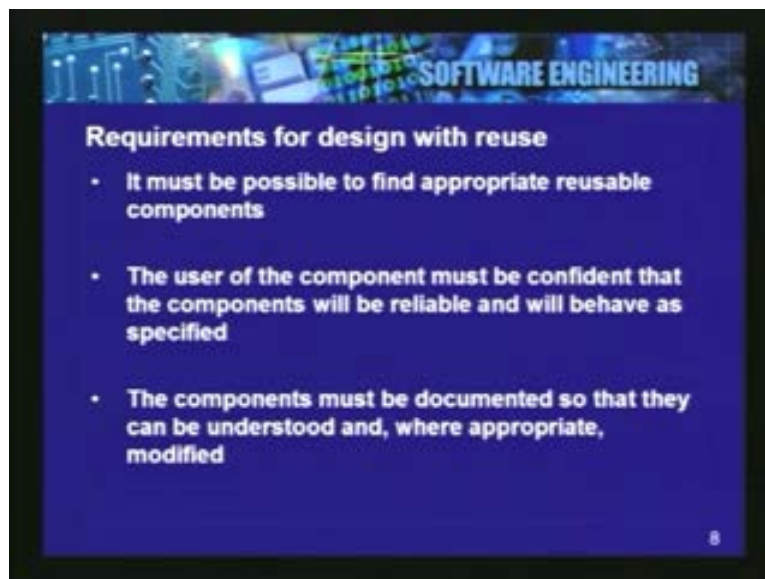 SOFTWARE ENGINEERING
Requirements for design with reuse
• It must be possible to find appropriate reusable
components
• The user of the component must be confident that
the components will be reliable and will behave as
specified
• The components must be documented so that they
can be understood and, where appropriate,
modified
8